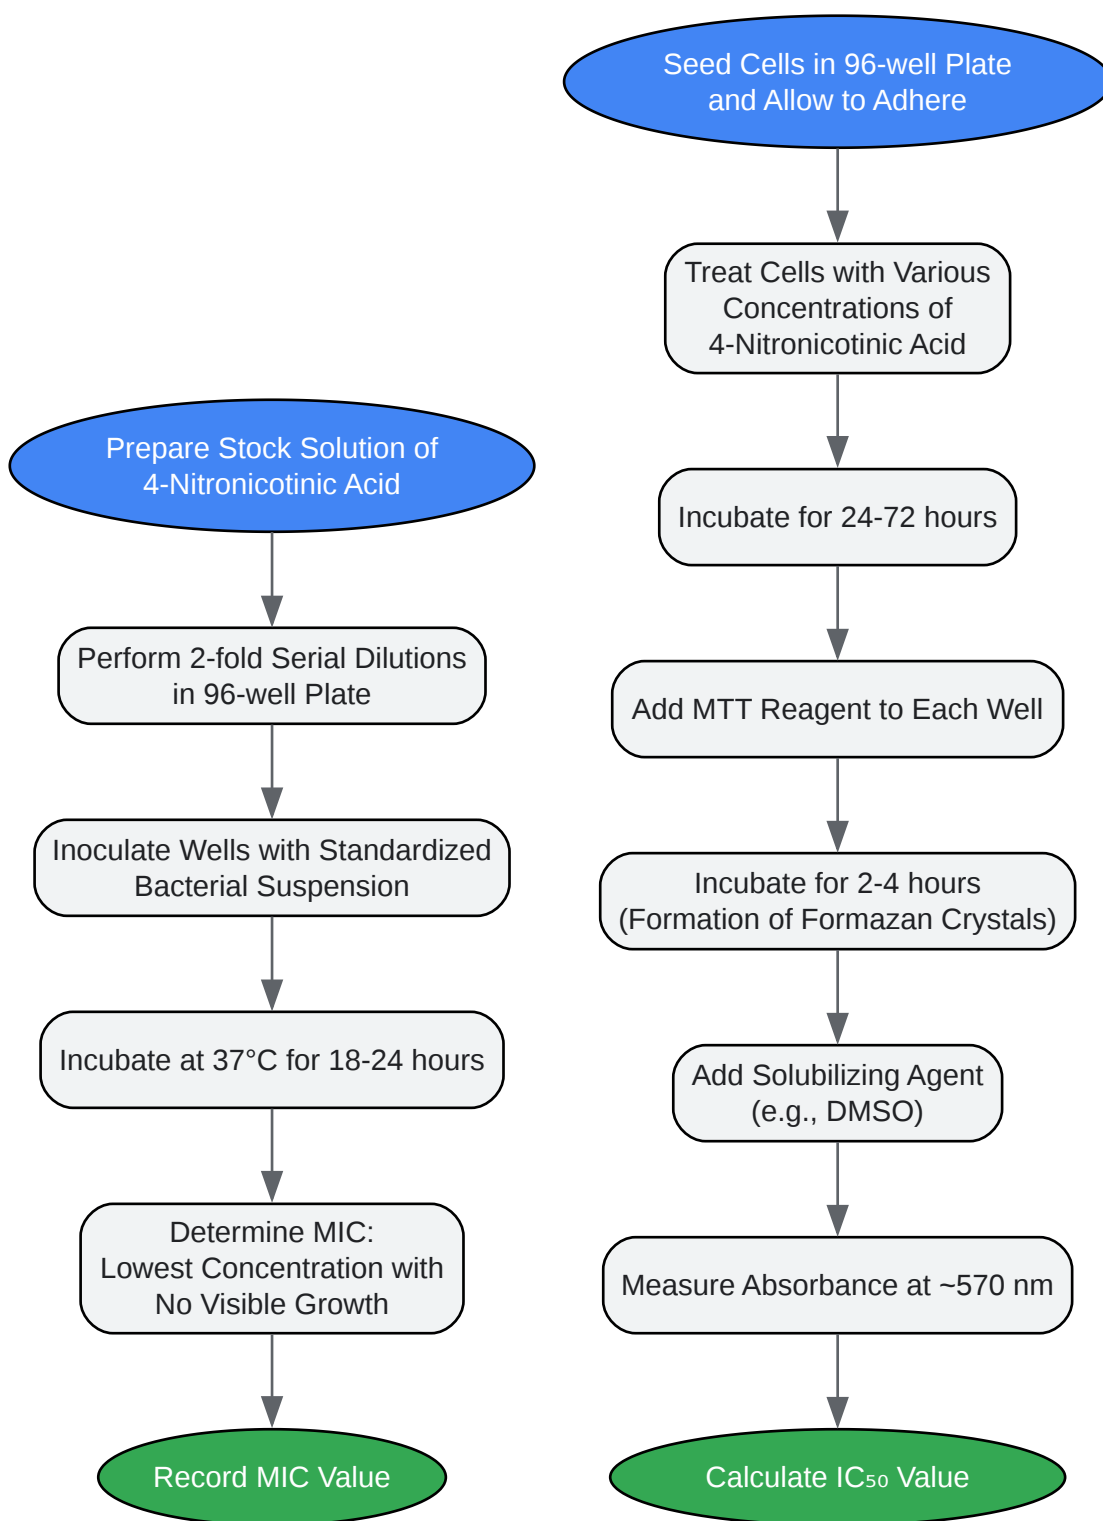 Prepare Stock Solution of
4-Nitronicotinic Acid
Perform 2-fold Serial Dilutions
in 96-well Plate
Inoculate Wells with Standardized
Bacterial Suspension
Incubate at 37°C for 18-24 hours
Determine MIC:
Lowest Concentration with
No Visible Growth
Record MIC Value
Seed Cells in 96-well Plate
and Allow to Adhere
Treat Cells with Various
Concentrations of
4-Nitronicotinic Acid
Incubate for 24-72 hours
Add MTT Reagent to Each Well
Incubate for 2-4 hours
(Formation of Formazan Crystals)
Add Solubilizing Agent
(e.g., DMSO)
Measure Absorbance at ~570 nm
Calculate IC₅₀ Value